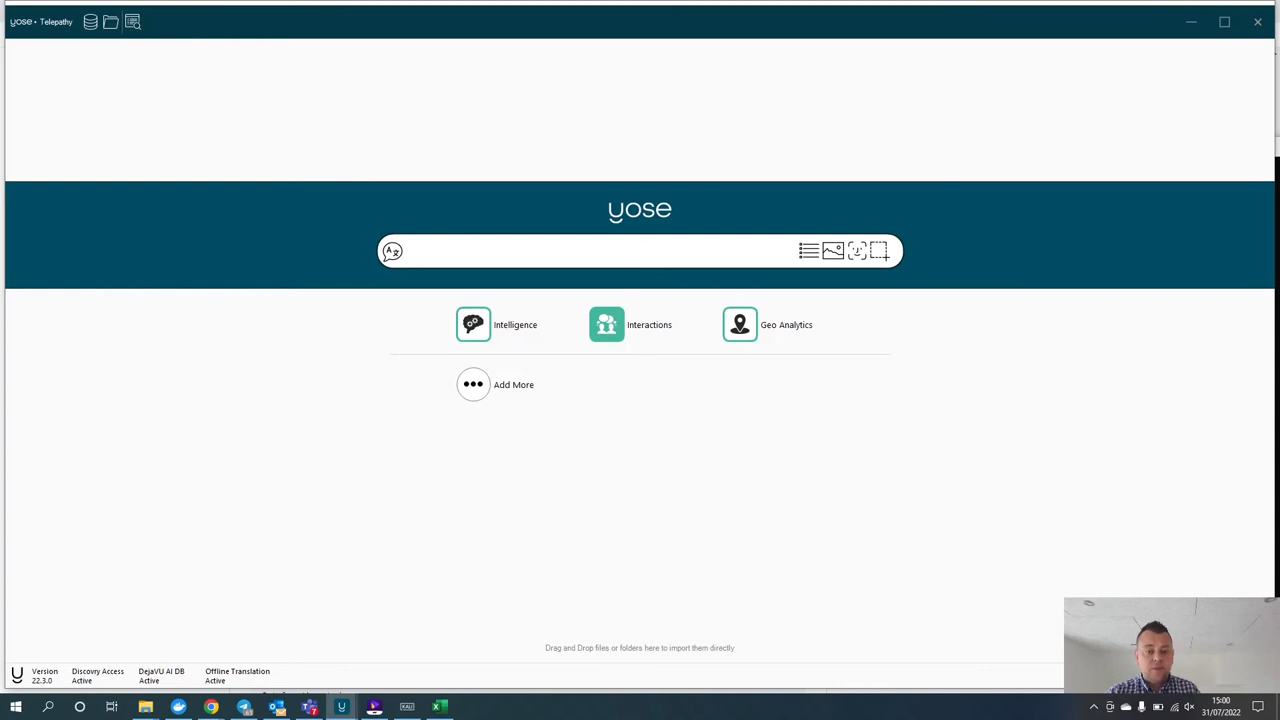 yose • Telepathy
yose
Intelligence
Interactions
Geo Analytics
Add More
Drag and Drop files or folders here to import them directly
Version
22.3.0
Discovry Access
Active
DejaVU AI DB
Active
Offline Translation
Active
15:00
31/07/2022